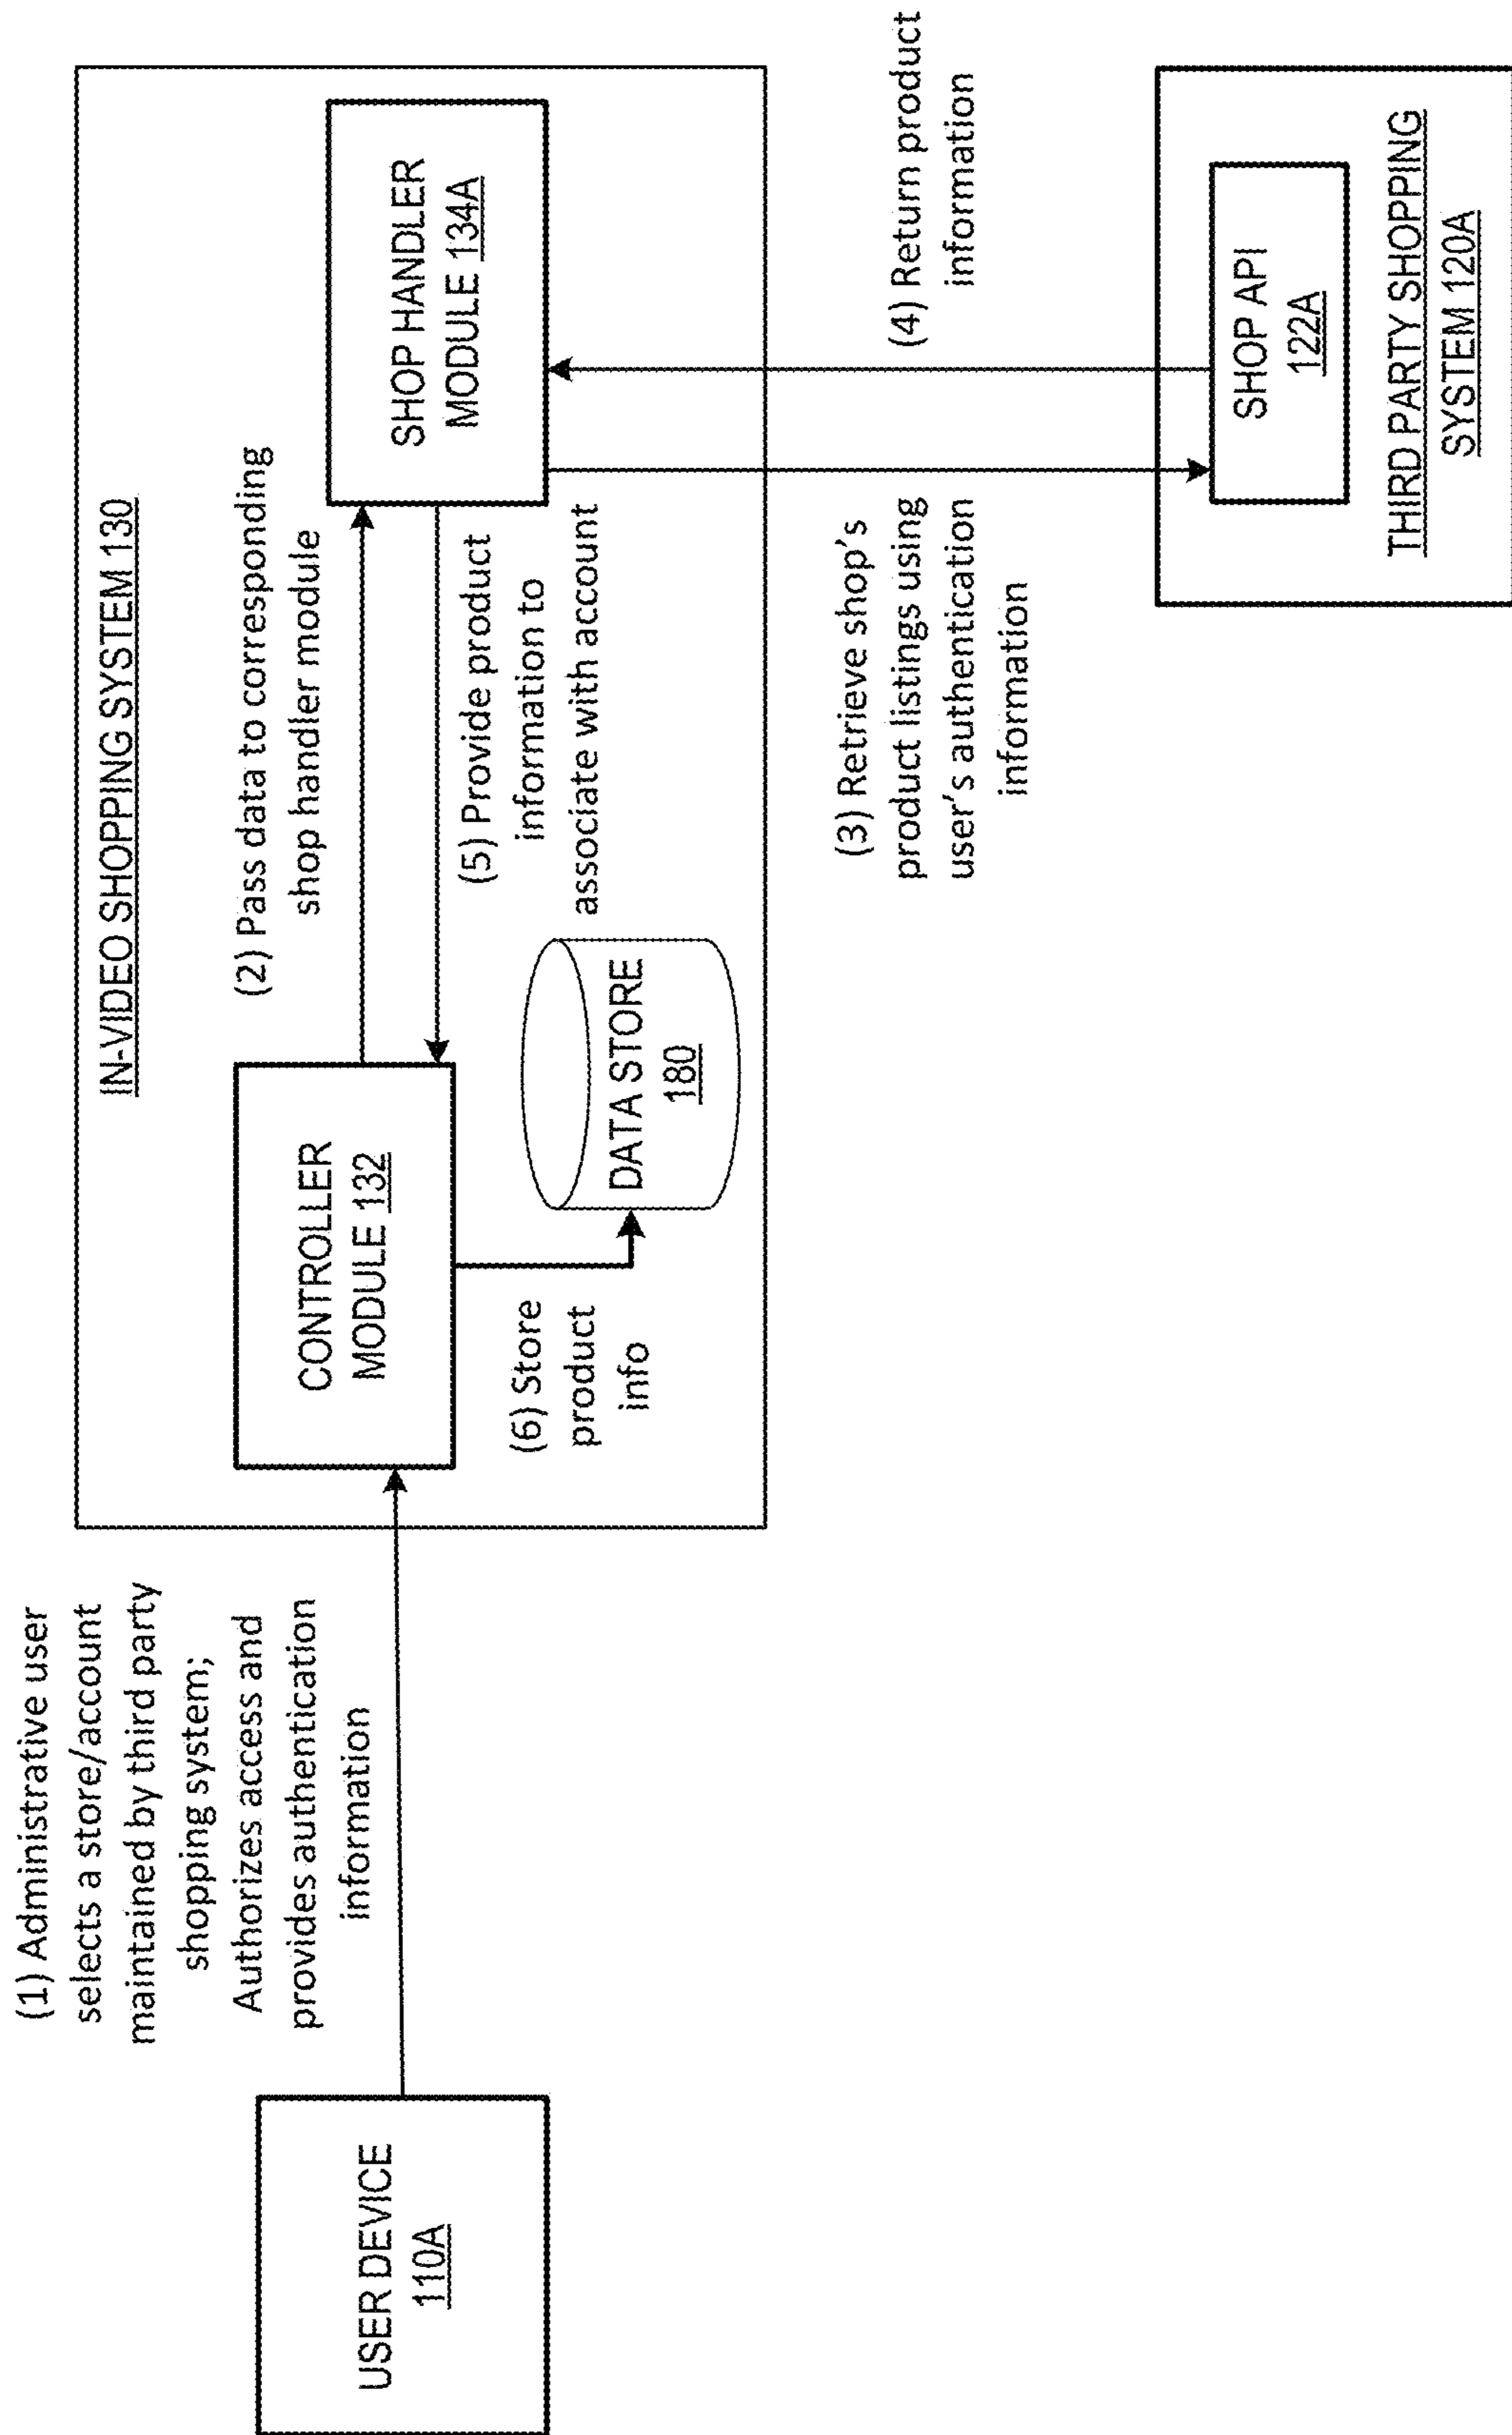 (1) Administrative user
selects a store/account
maintained by third party
shopping system;
Authorizes access and
provides authentication
information
USER DEVICE
110A
IN-VIDEO SHOPPING SYSTEM 130
CONTROLLER
MODULE 132
(2) Pass data to corresponding
shop handler module
SHOP HANDLER
MODULE 134A
(5) Provide product
information to
associate with account
(6) Store
product
info
DATA STORE
180
(3) Retrieve shop's
product listings using
user's authentication
information
(4) Return product
information
SHOP API
122A
THIRD PARTY SHOPPING
SYSTEM 120A